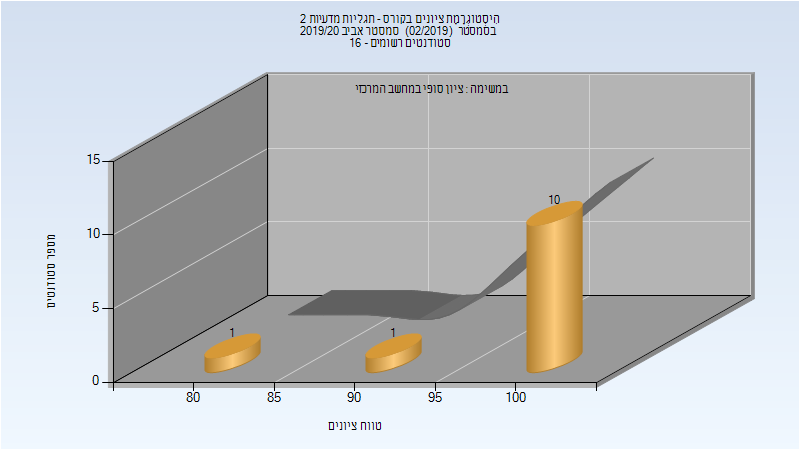 היסטוגרמת ציונים בקורס - תגליות מדעיות 2
בסמסטר (02/2019) סמסטר אביב 2019/20
סטודנטים רשומים - 16
במשימה : ציון סופי במחשב המרכזי
מספר סטודנטים
15
10
5
0
1
1
10
80
85
90
95
100
טווח ציונים